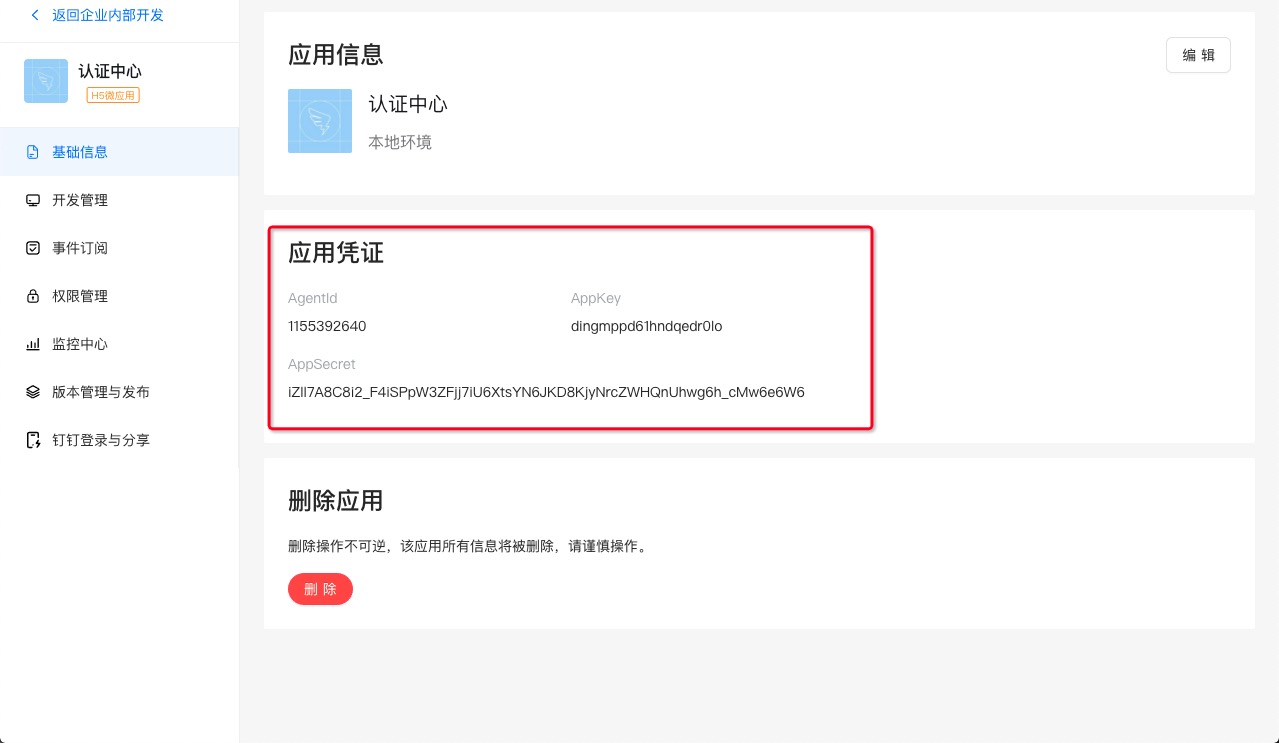 返回企业内部开发
认证中心
H5微应用
基础信息
开发管理
事件订阅
权限管理
监控中心
版本管理与发布
钉钉登录与分享
应用信息
编 辑
认证中心
本地环境
应用凭证
AgentId
AppKey
1155392640
dingmppd61hndqedr0lo
AppSecret
iZIl7A8C8i2_F4iSPpW3ZFjj7iU6XtsYN6JKD8KjyNrcZWHQnUhwg6h_cMw6e6W6
删除应用
删除操作不可逆，该应用所有信息将被删除，请谨慎操作。
删 除